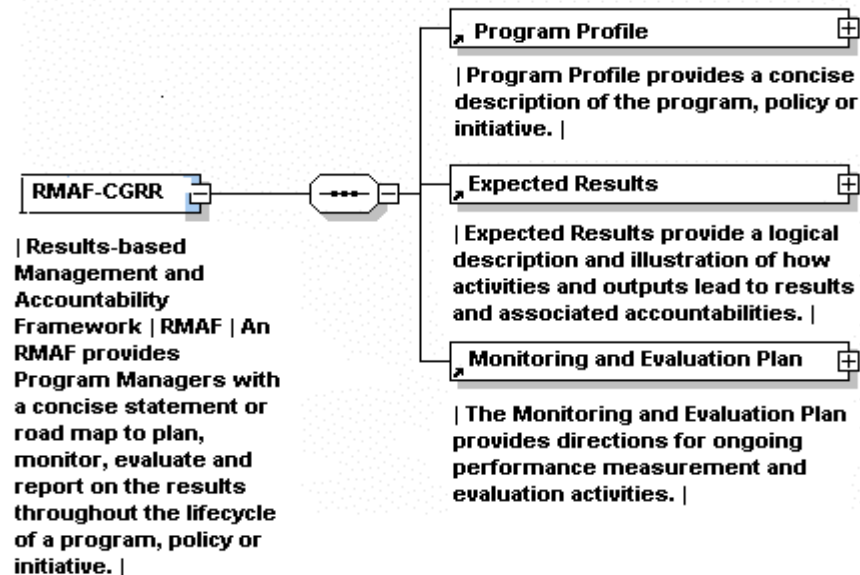 Program Profile
| Program Profile provides a concise
description of the program, policy or
initiative. |
RMAF-CGRR
| Results-based
Management and
Accountability
Framework | RMAF | An
RMAF provides
Program Managers with
a concise statement or
road map to plan,
monitor, evaluate and
report on the results
throughout the lifecycle
of a program, policy or
initiative. |
Expected Results
| Expected Results provide a logical
description and illustration of how
activities and outputs lead to results
and associated accountabilities. |
Monitoring and Evaluation Plan
| The Monitoring and Evaluation Plan
provides directions for ongoing
performance measurement and
evaluation activities. |